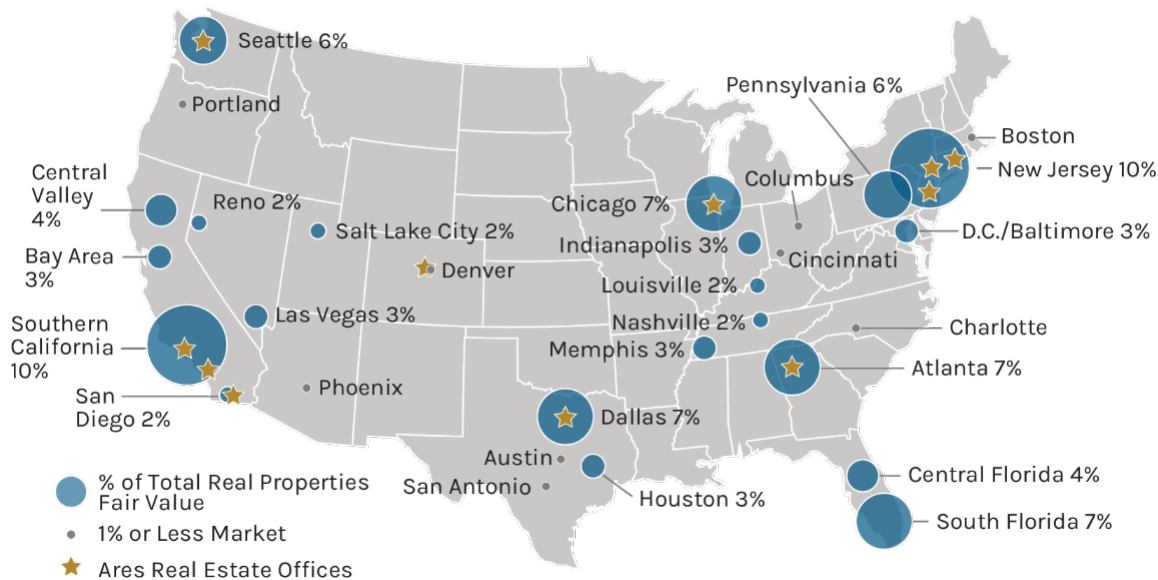 Seattle 6%
Portland
Pennsylvania 6%
Boston
New Jersey 10%
Central
Valley
4%
Reno 2%
Columbus
Chicago 7%
Salt Lake City 2%
D.C./Baltimore 3%
Indianapolis 3%
Bay Area
3%
Denver
Cincinnati
Louisville 2%
Las Vegas 3%
Nashville 2%
Charlotte
Southern
California
10%
Memphis 3%
Atlanta 7%
Phoenix
San
Diego 2%
Dallas 7%
Austin
San Antonio
Houston 3%
Central Florida 4%
South Florida 7%
% of Total Real Properties
Fair Value
1% or Less Market
Ares Real Estate Offices